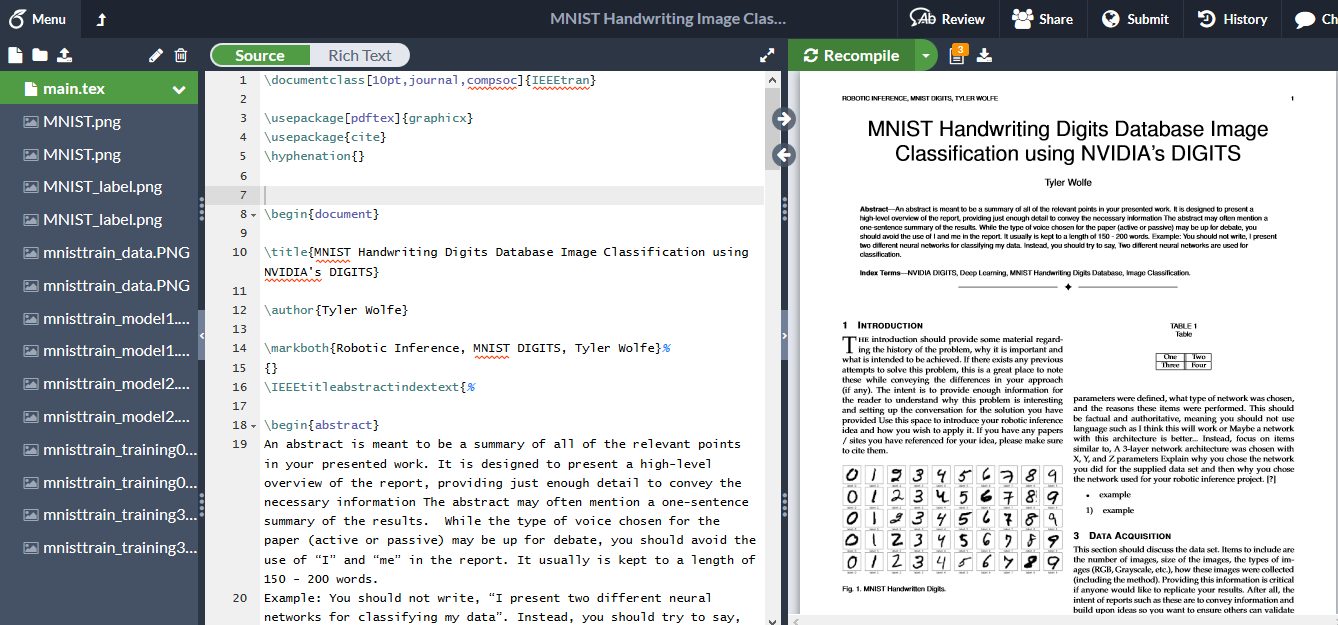 Menu
MNIST Handwriting Image Clas...
Review
Share
Submit
History
Ch
Source
Rich Text
Recompile
3
main.tex
MNIST.png
MNIST.png
MNIST_label.png
MNIST_label.png
mnisttrain_data.PNG
mnisttrain_data.PNG
mnisttrain_model1....
mnisttrain_model1....
mnisttrain_model2....
mnisttrain_model2....
mnisttrain_training0...
mnisttrain_training0...
mnisttrain_training3...
mnisttrain_training3...
1 \documentclass[10pt,journal,compsoc]{IEEEtran}
2
3 \usepackage[pdftex]{graphicx}
4 \usepackage{cite}
5 \hyphenation{}
6
7
8 \begin{document}
9
10 \title{MNIST Handwriting Digits Database Image Classification using
NVIDIA's DIGITS}
11
12 \author{Tyler Wolfe}
13
14 \markboth{Robotic Inference, MNIST DIGITS, Tyler Wolfe}%
15 {}
16 \IEEEtitleabstractindextext{%
17
18 \begin{abstract}
19 An abstract is meant to be a summary of all of the relevant points
in your presented work. It is designed to present a high-level
overview of the report, providing just enough detail to convey the
necessary information The abstract may often mention a one-sentence
summary of the results.  While the type of voice chosen for the
paper (active or passive) may be up for debate, you should avoid the
use of “I” and “me” in the report. It usually is kept to a length of
150 - 200 words.
20 Example: You should not write, “I present two different neural
networks for classifying my data”. Instead, you should try to say,
ROBOTIC INFERENCE, MNIST DIGITS, TYLER WOLFE
1
MNIST Handwriting Digits Database Image
Classification using NVIDIA’s DIGITS
Tyler Wolfe
Abstract—An abstract is meant to be a summary of all of the relevant points in your presented work. It is designed to present a
high-level overview of the report, providing just enough detail to convey the necessary information The abstract may often mention a
one-sentence summary of the results. While the type of voice chosen for the paper (active or passive) may be up for debate, you
should avoid the use of I and me in the report. It usually is kept to a length of 150 - 200 words. Example: You should not write, I present
two different neural networks for classifying my data. Instead, you should try to say, Two different neural networks are used for
classification.
Index Terms—NVIDIA DIGITS, Deep Learning, MNIST Handwriting Digits Database, Image Classification.
1 INTRODUCTION
THE introduction should provide some material regard-
ing the history of the problem, why it is important and
what is intended to be achieved. If there exists any previous
attempts to solve this problem, this is a great place to note
these while conveying the differences in your approach
(if any). The intent is to provide enough information for
the reader to understand why this problem is interesting
and setting up the conversation for the solution you have
provided Use this space to introduce your robotic inference
idea and how you wish to apply it. If you have any papers
/ sites you have referenced for your idea, please make sure
to cite them.
0 1 2 3 4 5 6 7 8 9
0 1 2 3 4 5 6 7 8 9
0 1 2 3 4 5 6 7 8 9
0 1 2 3 4 5 6 7 8 9
0 1 2 3 4 5 6 7 8 9
Fig. 1. MNIST Handwritten Digits.
TABLE 1
Table
One Two
Three Four
parameters were defined, what type of network was chosen,
and the reasons these items were performed. This should
be factual and authoritative, meaning you should not use
language such as I think this will work or Maybe a network
with this architecture is better... Instead, focus on items
similar to, A 3-layer network architecture was chosen with
X, Y, and Z parameters Explain why you chose the network
you did for the supplied data set and then why you chose
the network used for your robotic inference project. [?]
• example
1) example
3 DATA ACQUISITION
This section should discuss the data set. Items to include are
the number of images, size of the images, the types of im-
ages (RGB, Grayscale, etc.), how these images were collected
(including the method). Providing this information is critical
if anyone would like to replicate your results. After all, the
intent of reports such as these are to convey information and
build upon ideas so you want to ensure others can validate